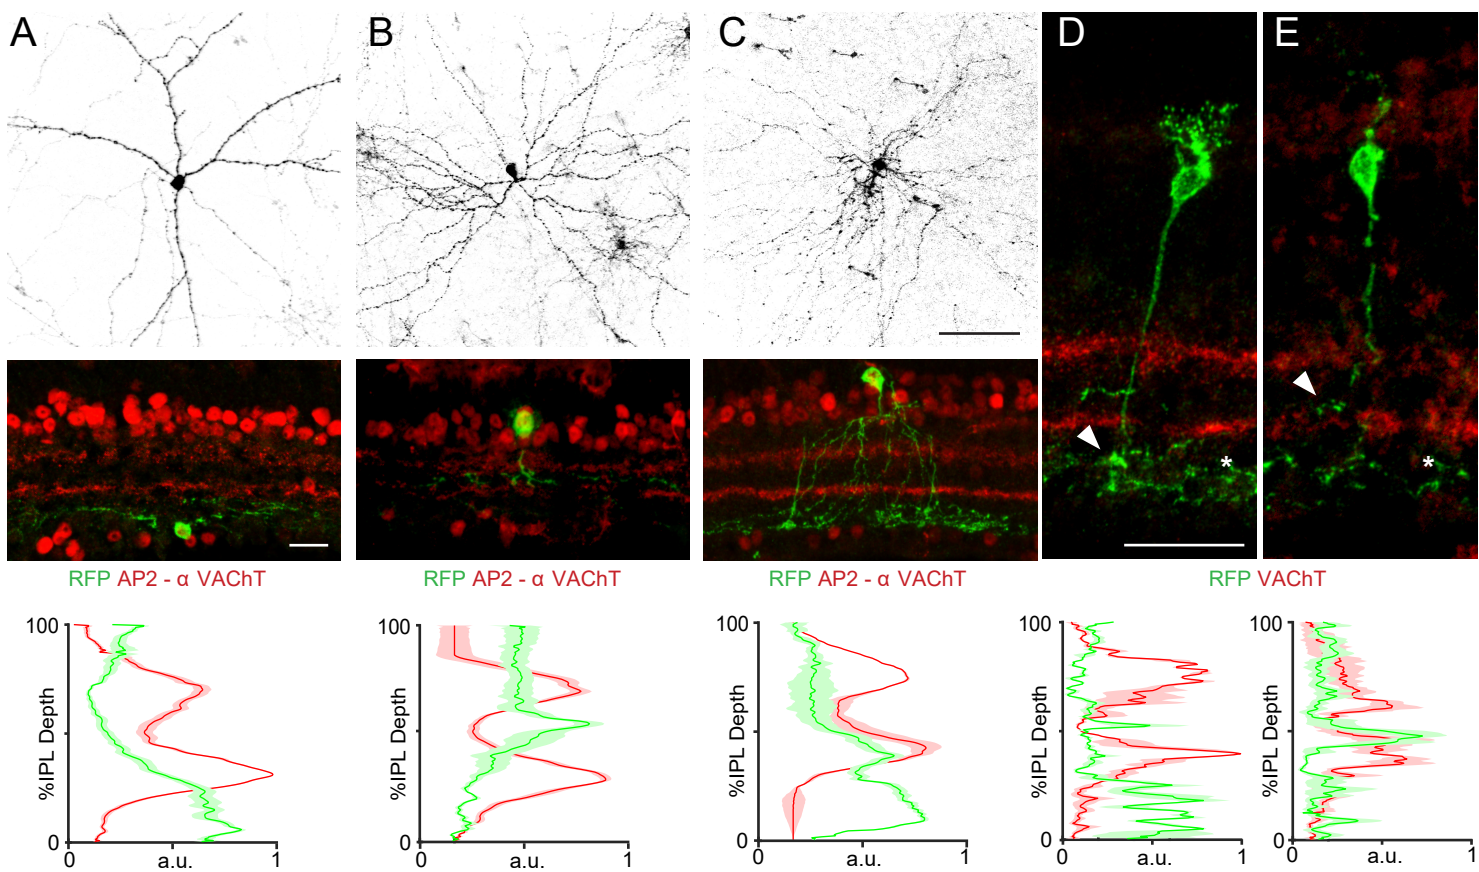 A B C D E
* *
RFP AP2 - α VAChT
RFP AP2 - α VAChT
RFP AP2 - α VAChT
RFP VAChT
100
%IPL Depth
0
0 a.u. 1
100
%IPL Depth
0
0 a.u. 1
100
%IPL Depth
0
0 a.u. 1
100
%IPL Depth
0
0 a.u. 1
100
%IPL Depth
0
0 a.u. 1